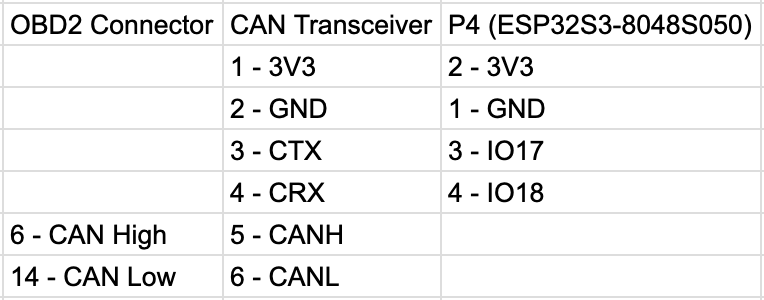 OBD2 Connector CAN Transceiver P4 (ESP32S3-8048S050)
1 - 3V3 2 - 3V3
2 - GND 1 - GND
3 - CTX 3 - IO17
4 - CRX 4 - IO18
6 - CAN High 5 - CANH
14 - CAN Low 6 - CANL